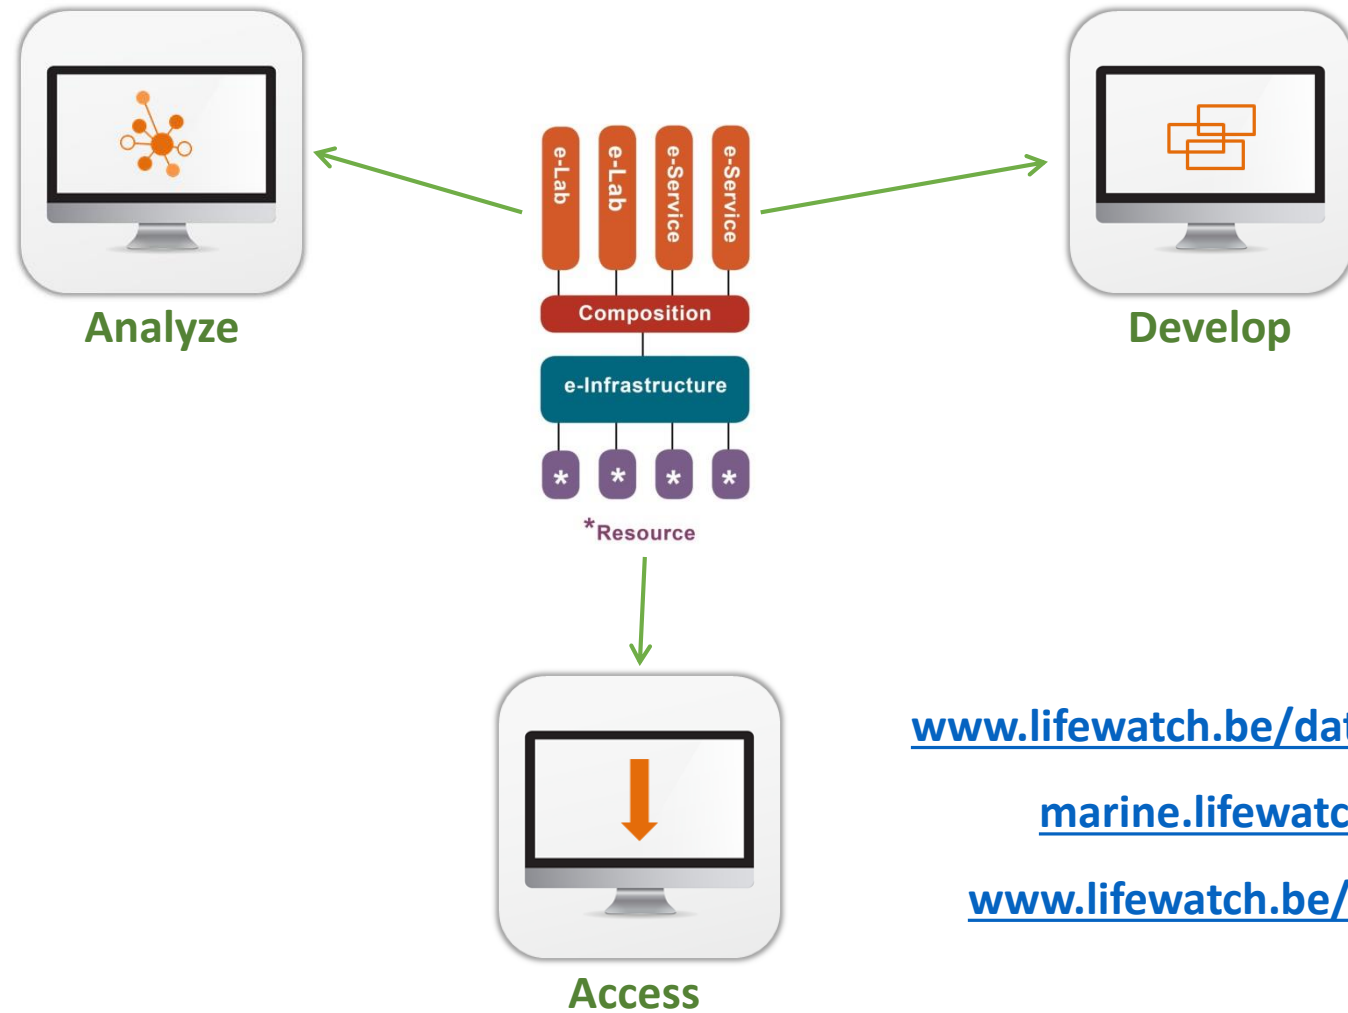 e-Lab
e-Lab
e-Service
e-Service
Composition
Analyze
Develop
e-Infrastructure
*
*
*
*
*Resource
www.lifewatch.be/dat
marine.lifewatc
www.lifewatch.be/
Access